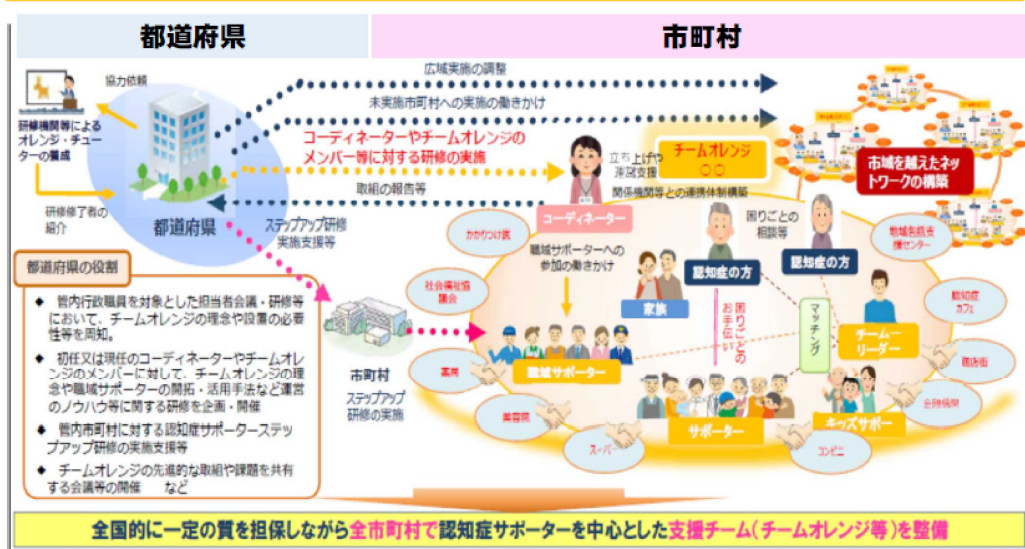 都道府県
市町村
協力依頼
広域実施の調整
未実施市町村への実施の働きかけ
研修機関等による
オレンジ・チュー
ターの養成
コーディネーターやチームオレンジの
メンバー等に対する研修の実施
立ち上げや
運営支援
チームオレンジ
○○
市域を越えたネッ
トワークの構築
取組の報告等
関係機関等との連携体制構築
研修修了者の
紹介
都道府県
ステップアップ研修
実施支援等
コーディネーター
困りごとの
相談等
かかりつけ医
地域包括支
援センター
職域サポーターへの
参加の働きかけ
認知症の方
認知症の方
都道府県の役割
社会福祉協
議会
家族
認知症
カフェ
◆ 管内行政職員を対象とした担当者会議・研修等
において、チームオレンジの理念や設置の必要
性等を周知。
困りごとの
お手伝い
マッチング
チームー
リーダー
◆ 初任又は現任のコーディネーターやチームオレ
ンジのメンバーに対して、チームオレンジの理
念や職域サポーターの開拓・活用手法など運営
のノウハウ等に関する研修を企画・開催
商店街
薬局
職域サポーター
市町村
ステップアップ
研修の実施
金融機関
美容院
サポーター
キッズサポー
◆ 管内市町村に対する認知症サポーターステッ
プアップ研修の実施支援等
スーパー
コンビニ
◆ チームオレンジの先進的な取組や課題を共有
する会議等の開催 など
全国的に一定の質を担保しながら全市町村で認知症サポーターを中心とした支援チーム(チームオレンジ等)を整備